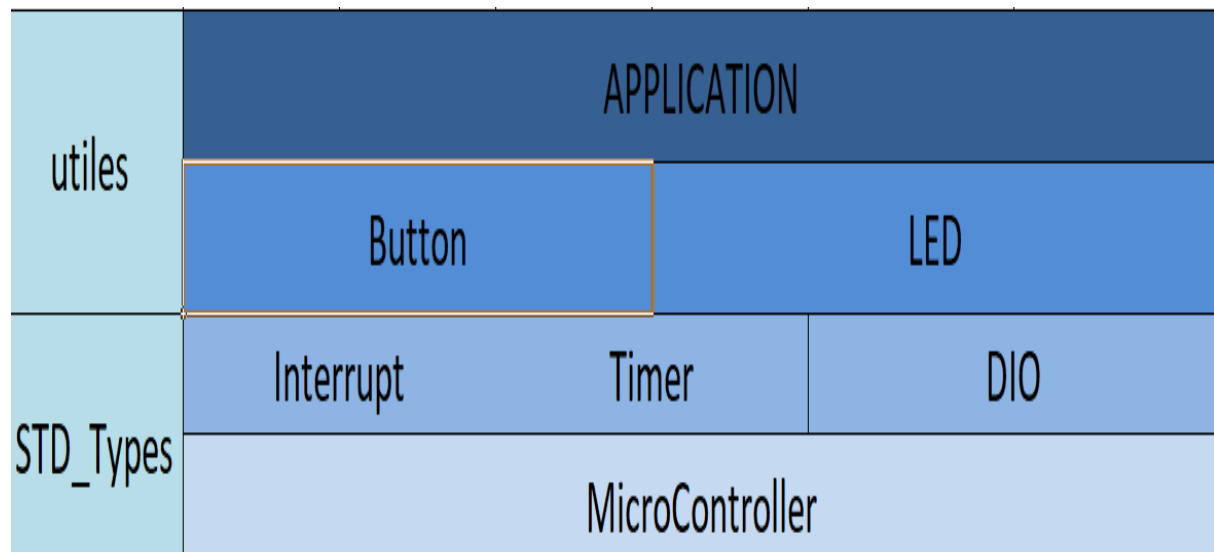 APPLICATION
utiles
Button
LED
Interrupt
Timer
DIO
STD_Types
MicroController